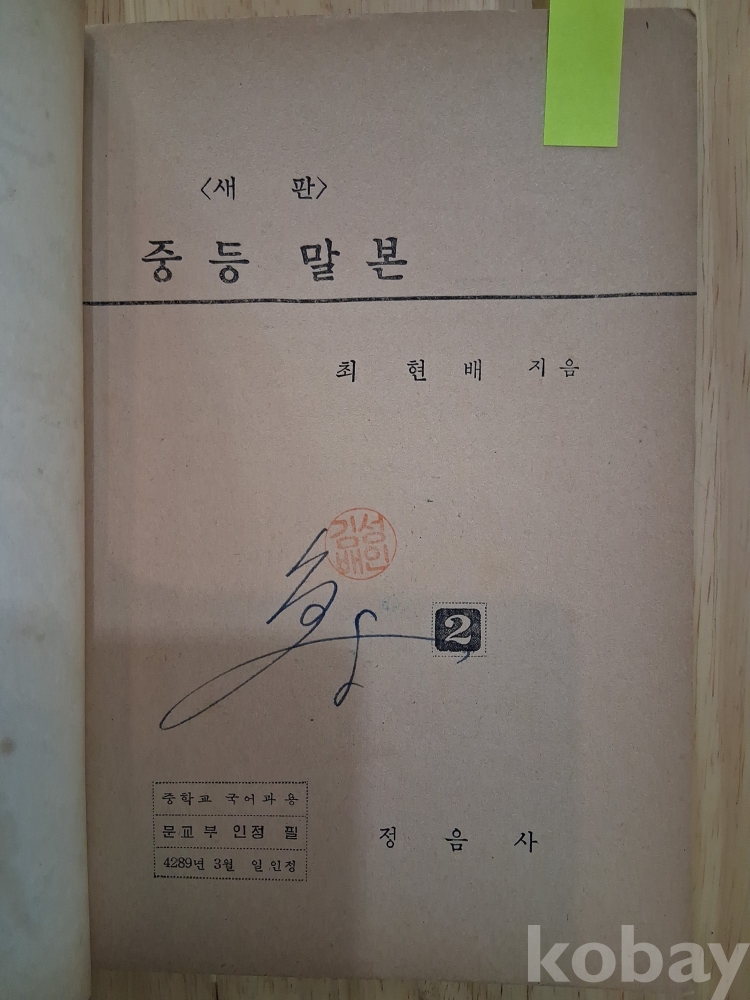 <새 판>
중등 말본
최 현 배 지음
김성
배인
2
중학교 국어과용
문교부 인정 필
4289년 3월 일 인정
정 음 사
kobay